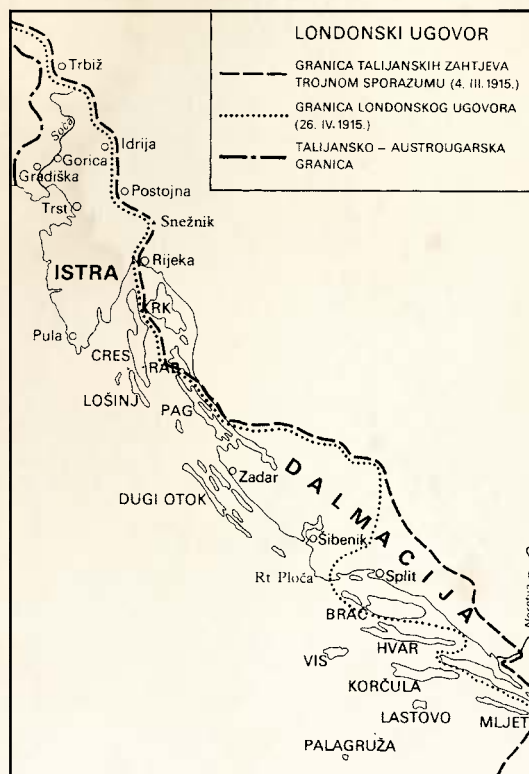 LONDONSKI UGOVOR
GRANICA TALIJANSKIH ZAHTJEVA
TROJNOM SPORAZUMU (4. III. 1915.)
GRANICA LONDONSKOG UGOVORA
(26. IV. 1915.)
TALIJANSKO – AUSTROUGARSKA
GRANICA
Trbiž
Soča
Idrija
Gorica
Gradiška
Postojna
Trst
Snežnik
Rijeka
ISTRA
KRK
Pula
CRES
RAB
LOŠINJ
PAG
Zadar
DALMACIJA
DUGI OTOK
Šibenik
Rt Ploča
Split
BRAČ
HVAR
VIS
KORČULA
LASTOVO
MLJET
PALAGRUŽA